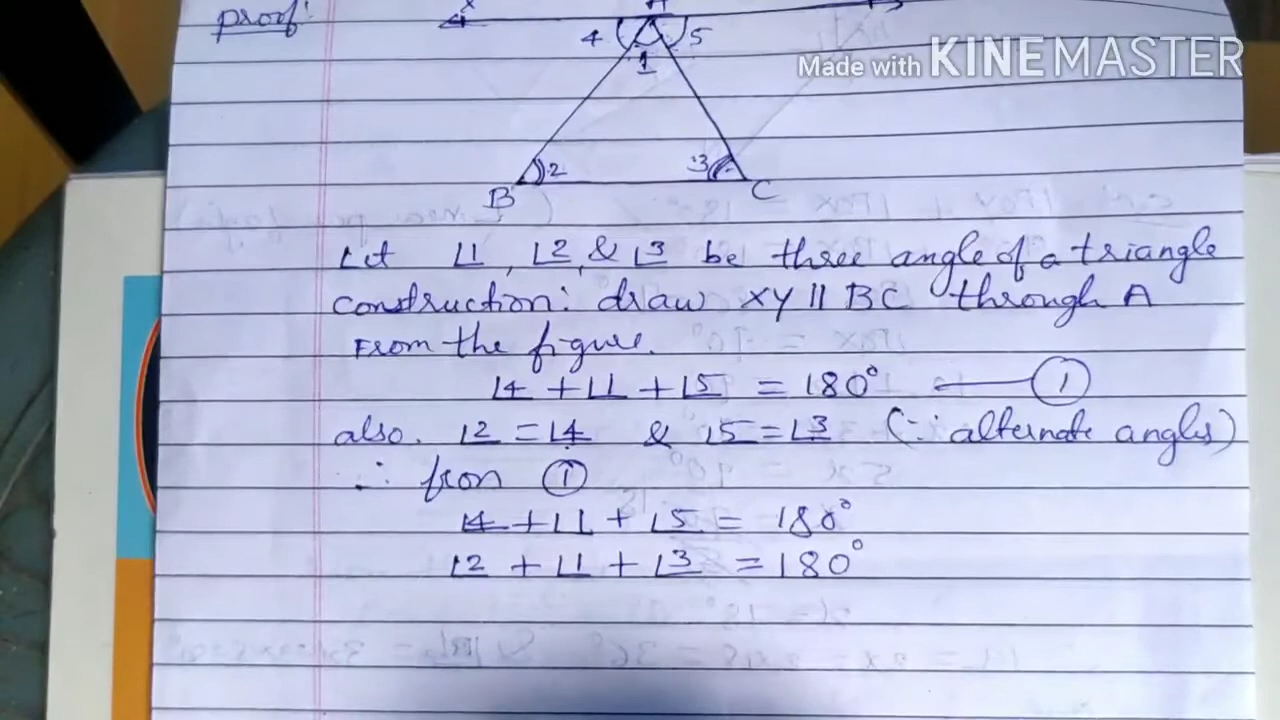 proof:
X A
4 5
1
Made with KINEMASTER
2 3
B C
Let ∠1, ∠2, & ∠3 be three angle of a triangle
construction: draw XY || BC through A
From the figure.
∠4 + ∠1 + ∠5 = 180° —— ①
also. ∠2 = ∠4 & ∠5 = ∠3 (∵ alternate angles)
∴ from ①
∠4 + ∠1 + ∠5 = 180°
∠2 + ∠1 + ∠3 = 180°